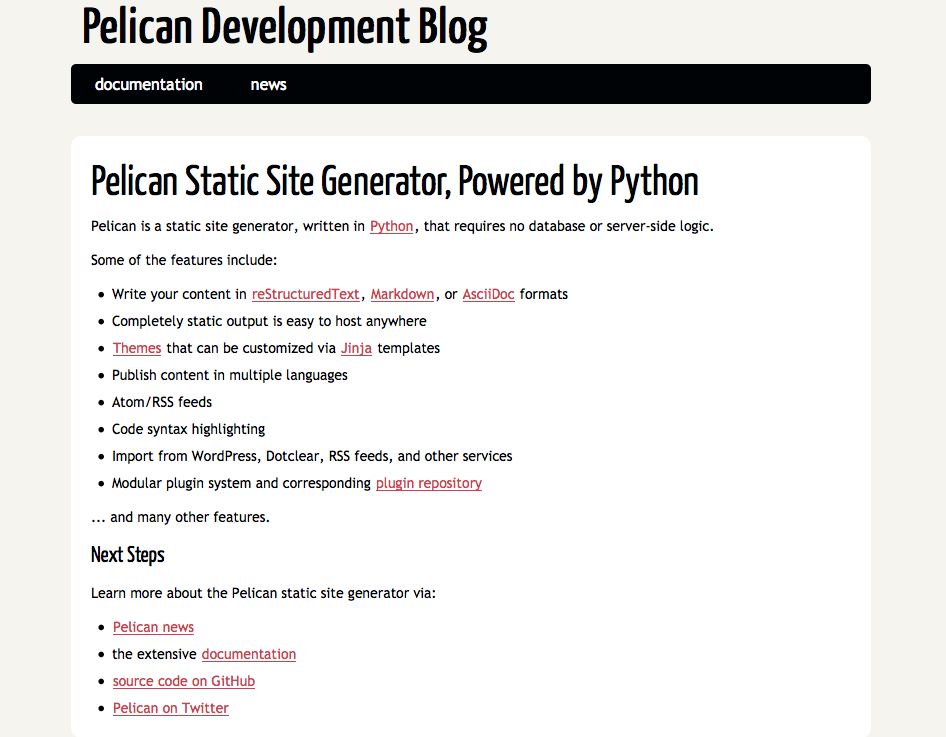 Pelican Development Blog
documentation news
Pelican Static Site Generator, Powered by Python
Pelican is a static site generator, written in Python, that requires no database or server-side logic.
Some of the features include:
• Write your content in reStructuredText, Markdown, or AsciiDoc formats
• Completely static output is easy to host anywhere
• Themes that can be customized via Jinja templates
• Publish content in multiple languages
• Atom/RSS feeds
• Code syntax highlighting
• Import from WordPress, Dotclear, RSS feeds, and other services
• Modular plugin system and corresponding plugin repository
... and many other features.
Next Steps
Learn more about the Pelican static site generator via:
• Pelican news
• the extensive documentation
• source code on GitHub
• Pelican on Twitter